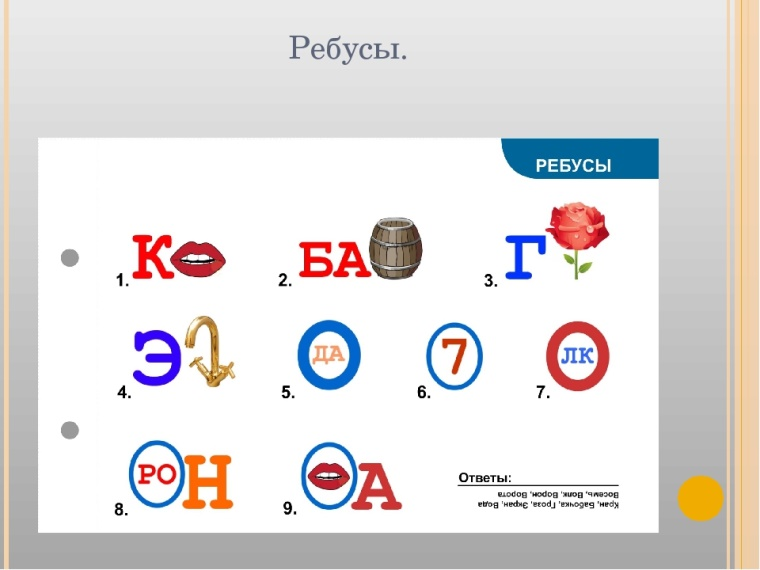 Ребусы.
РЕБУСЫ
1. К
2. БА
3. Г
4. Э
5. ДА
6. 7
7. ЛК
8. РО Н
9. А
Ответы:
Кран, Бабочка, Гроза, Экран, Вода
Восемь, Волк, Ворон, Ворота